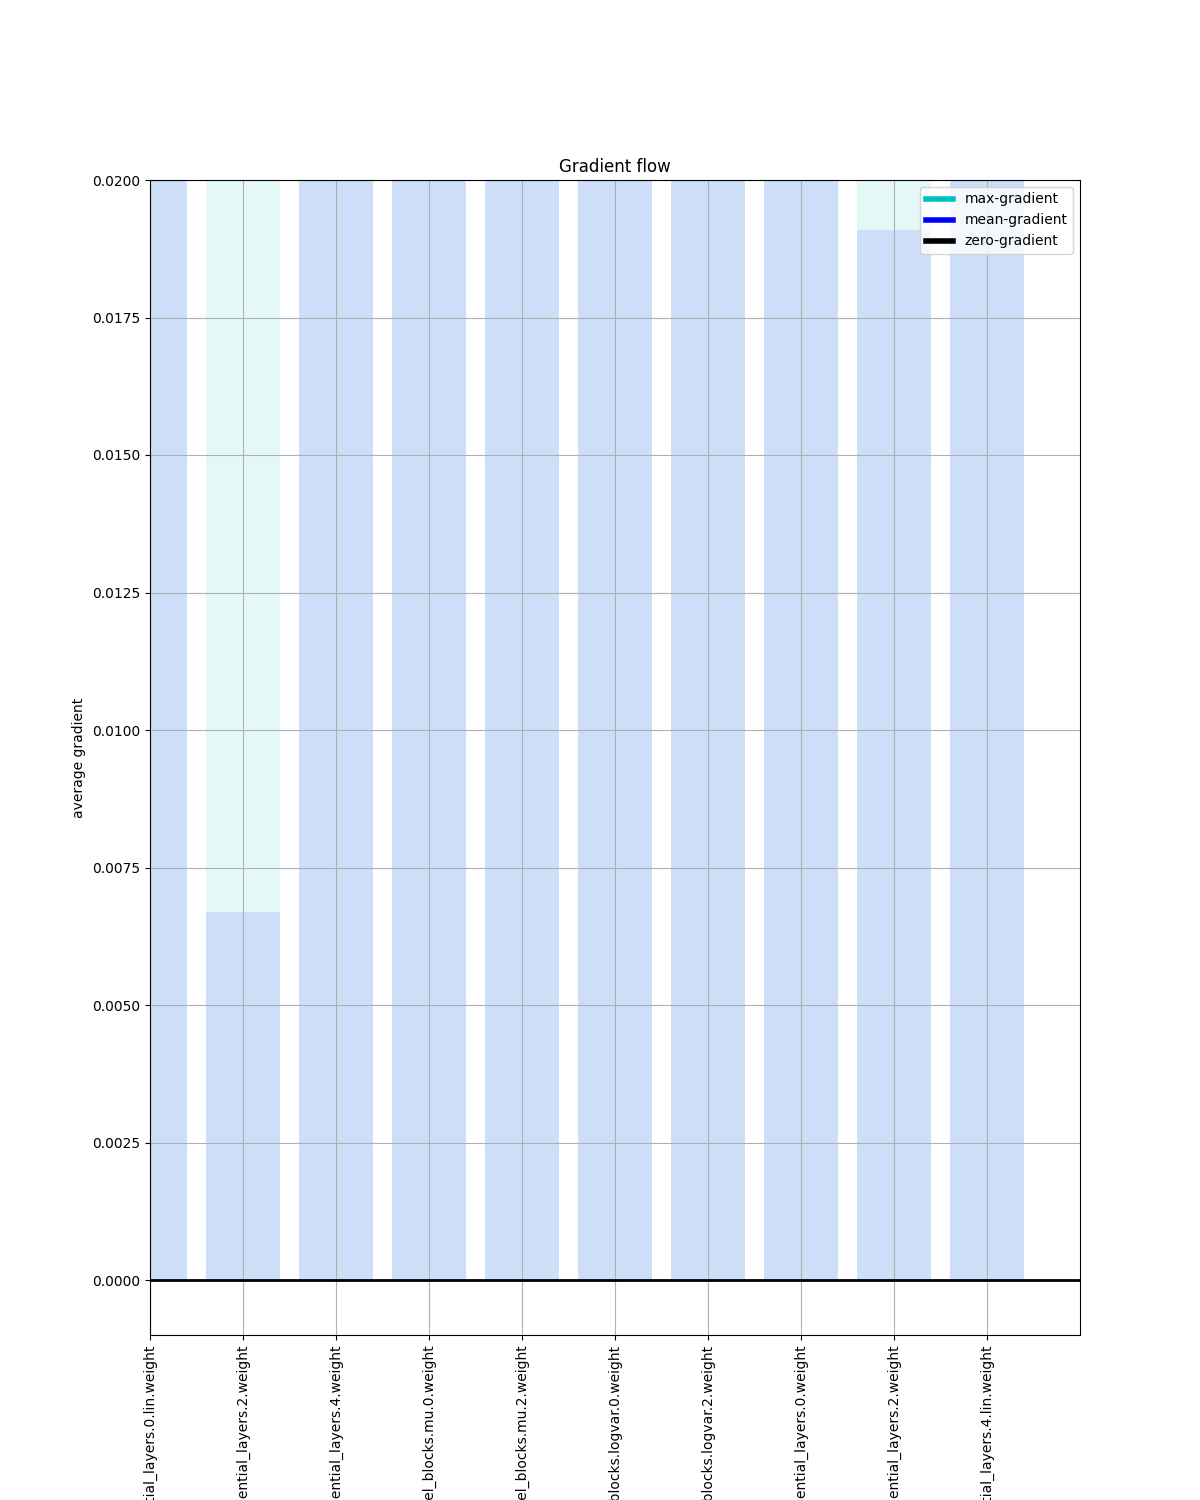 Gradient flow
max-gradient
mean-gradient
zero-gradient
0.0200
0.0175
0.0150
0.0125
0.0100
0.0075
0.0050
0.0025
0.0000
average gradient
tial_layers.0.lin.weight
ential_layers.2.weight
ential_layers.4.weight
el_blocks.mu.0.weight
el_blocks.mu.2.weight
blocks.logvar.0.weight
blocks.logvar.2.weight
ential_layers.0.weight
ential_layers.2.weight
tial_layers.4.lin.weight